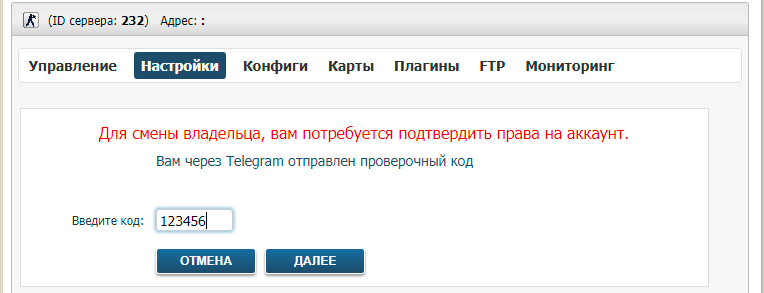 (ID сервера: 232) Адрес: :
Управление Настройки Конфиги Карты Плагины FTP Мониторинг
Для смены владельца, вам потребуется подтвердить права на аккаунт.
Вам через Telegram отправлен проверочный код
Введите код: 123456
ОТМЕНА ДАЛЕЕ